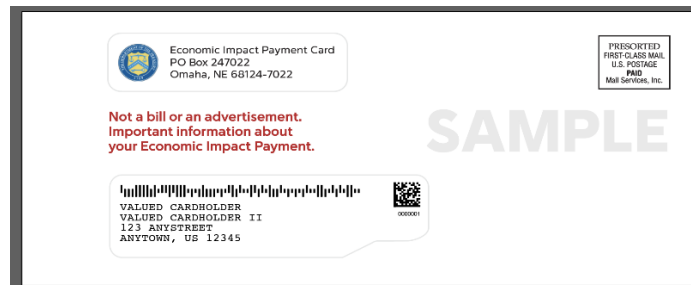 Economic Impact Payment Card
PO Box 247022
Omaha, NE 68124-7022
PRESORTED
FIRST-CLASS MAIL
U.S. POSTAGE
PAID
Mail Services, Inc.
Not a bill or an advertisement.
Important information about
your Economic Impact Payment.
SAMPLE
VALUED CARDHOLDER
VALUED CARDHOLDER II
123 ANYSTREET
ANYTOWN, US 12345
0000001